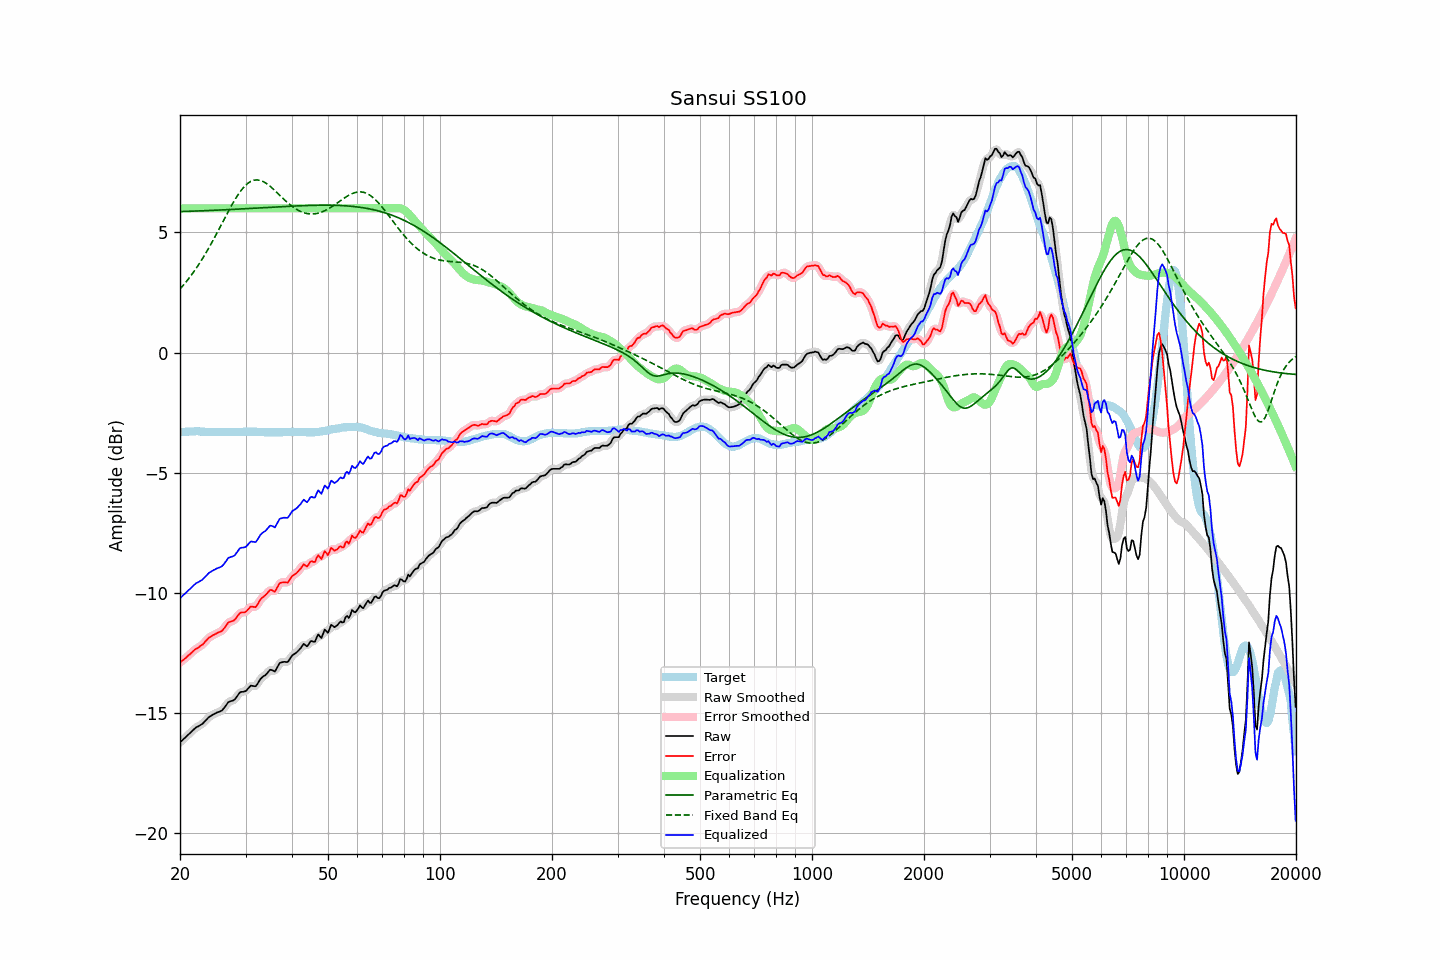 Sansui SS100
Amplitude (dBr)
5
0
−5
−10
−15
−20
Target
Raw Smoothed
Error Smoothed
Raw
Error
Equalization
Parametric Eq
Fixed Band Eq
Equalized
20 50 100 200 500 1000 2000 5000 10000 20000
Frequency (Hz)